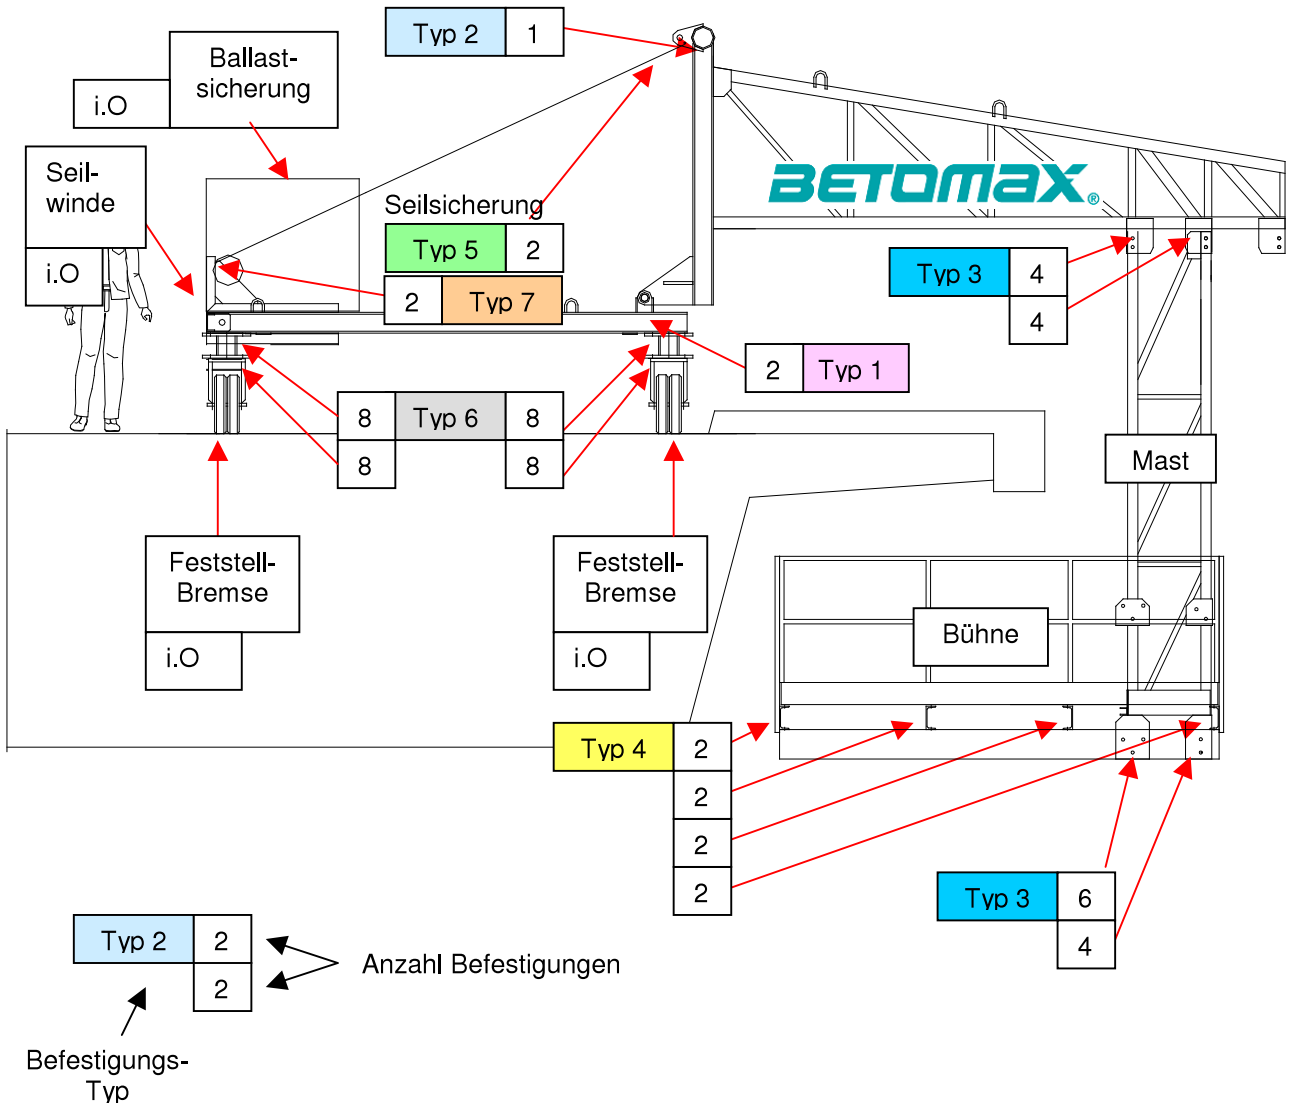 Typ 2 1
Ballast-
sicherung
i.O
Seil-
winde
i.O
BETOMAX®
Seilsicherung
Typ 5 2
2 Typ 7
Typ 3 4
4
2 Typ 1
8 Typ 6 8
8 8
Mast
Feststell-
Bremse
i.O
Feststell-
Bremse
i.O
Bühne
Typ 4 2
2
2
2
Typ 3 6
4
Typ 2 2
2
Anzahl Befestigungen
Befestigungs-
Typ